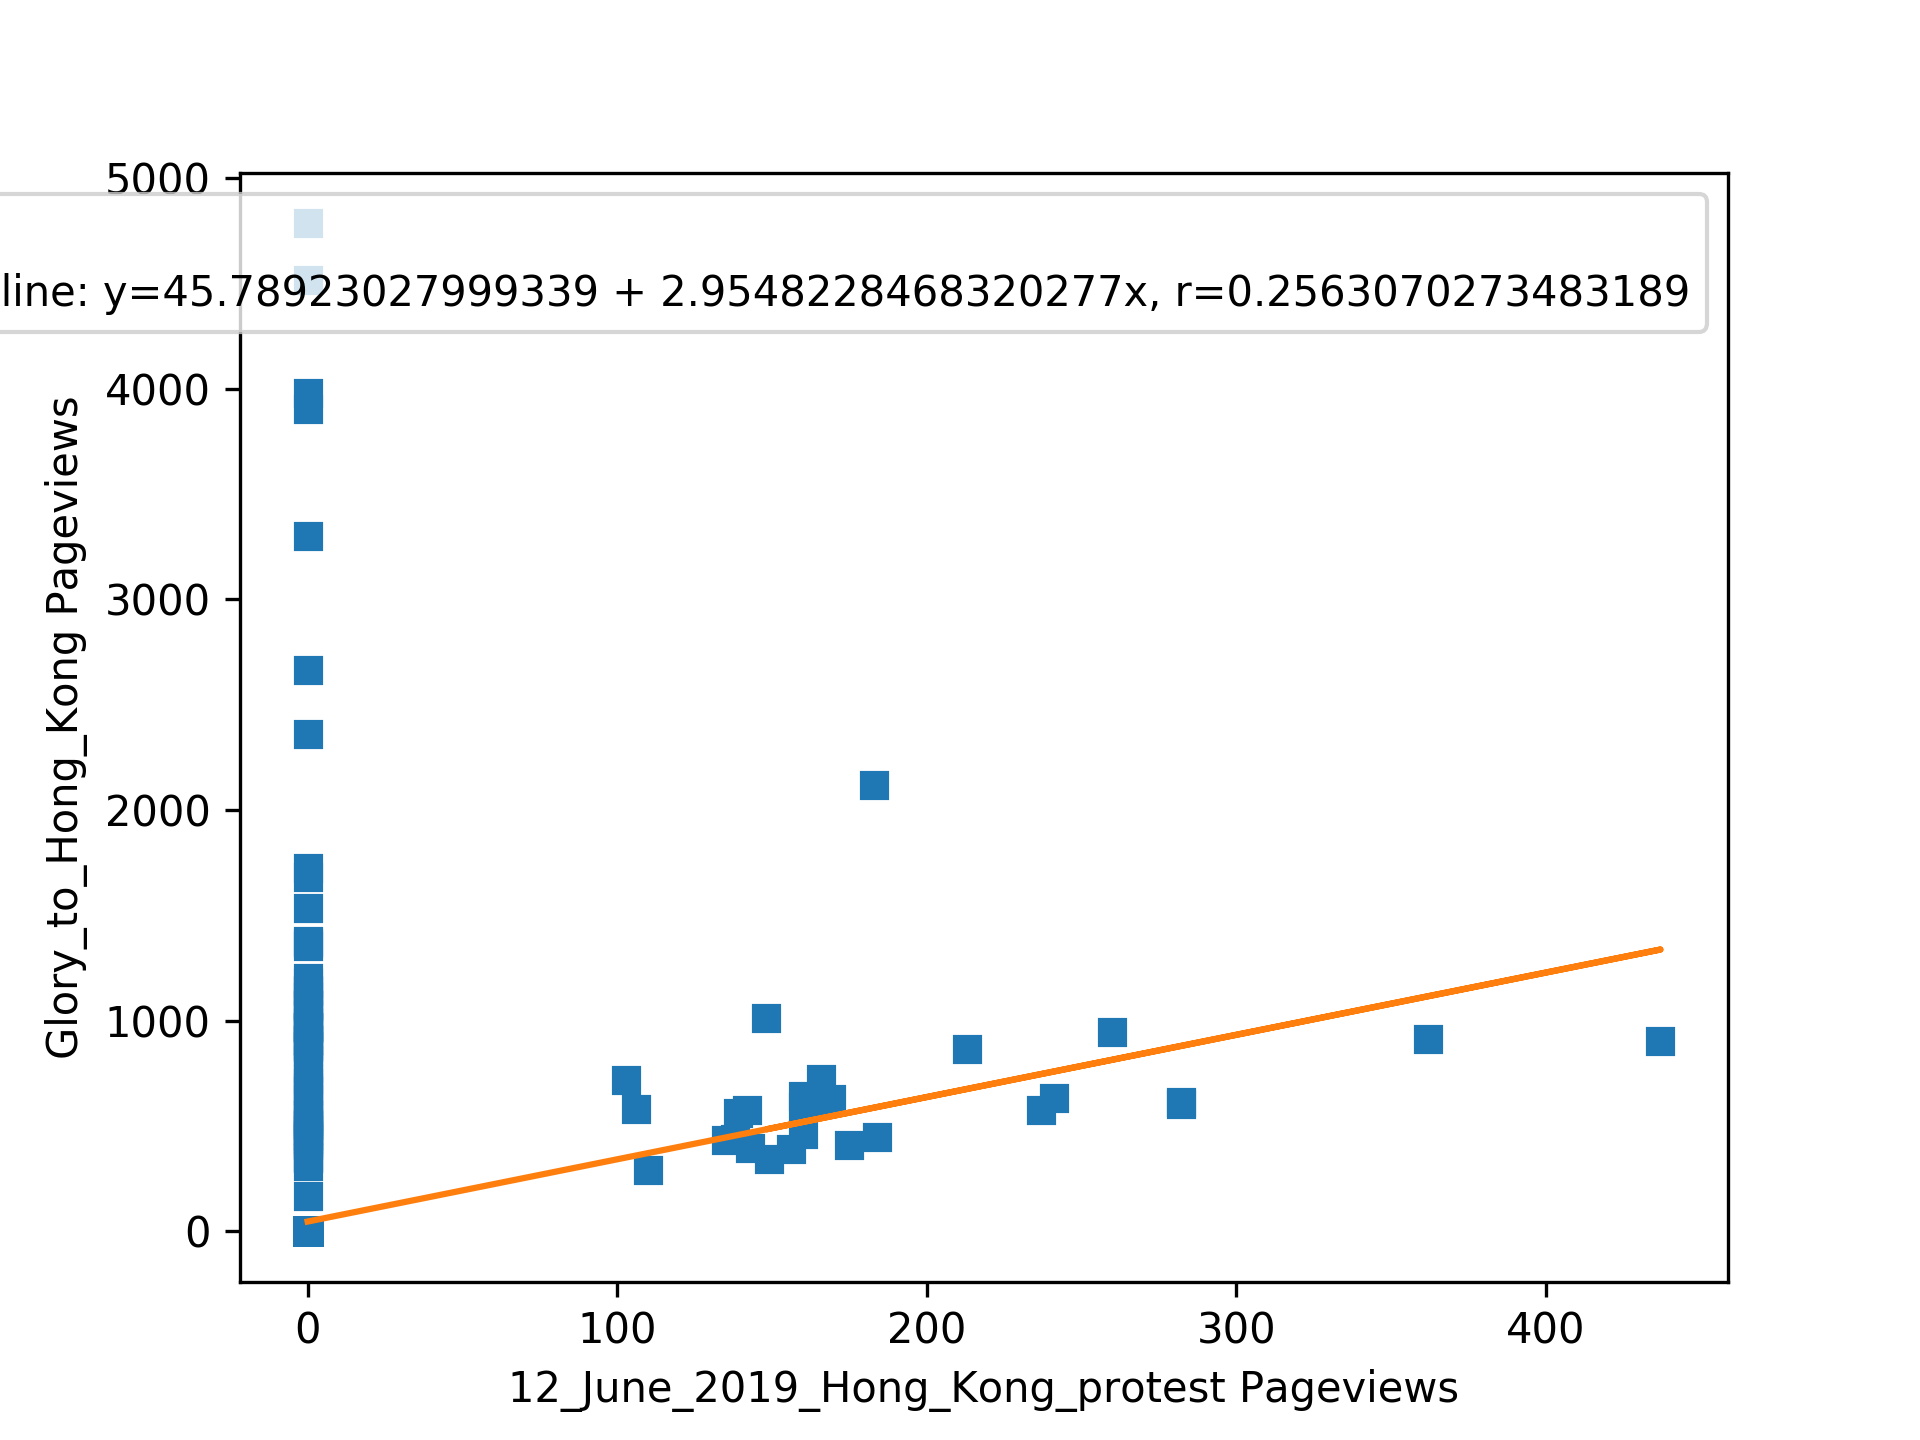 5000
line: y=45.78923027999339 + 2.9548228468320277x, r=0.2563070273483189
4000
3000
2000
1000
0
Glory_to_Hong_Kong Pageviews
0 100 200 300 400
12_June_2019_Hong_Kong_protest Pageviews